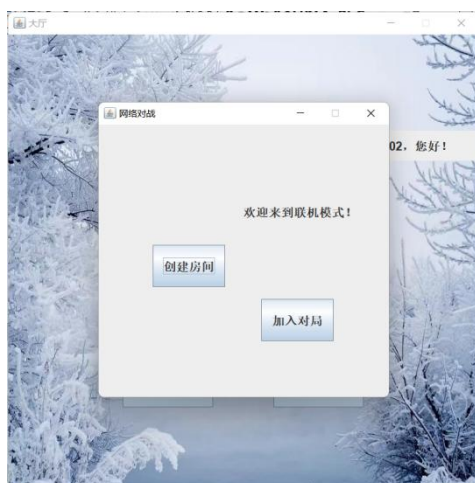 大厅
网络对战
02，您好！
欢迎来到联机模式！
创建房间
加入对局